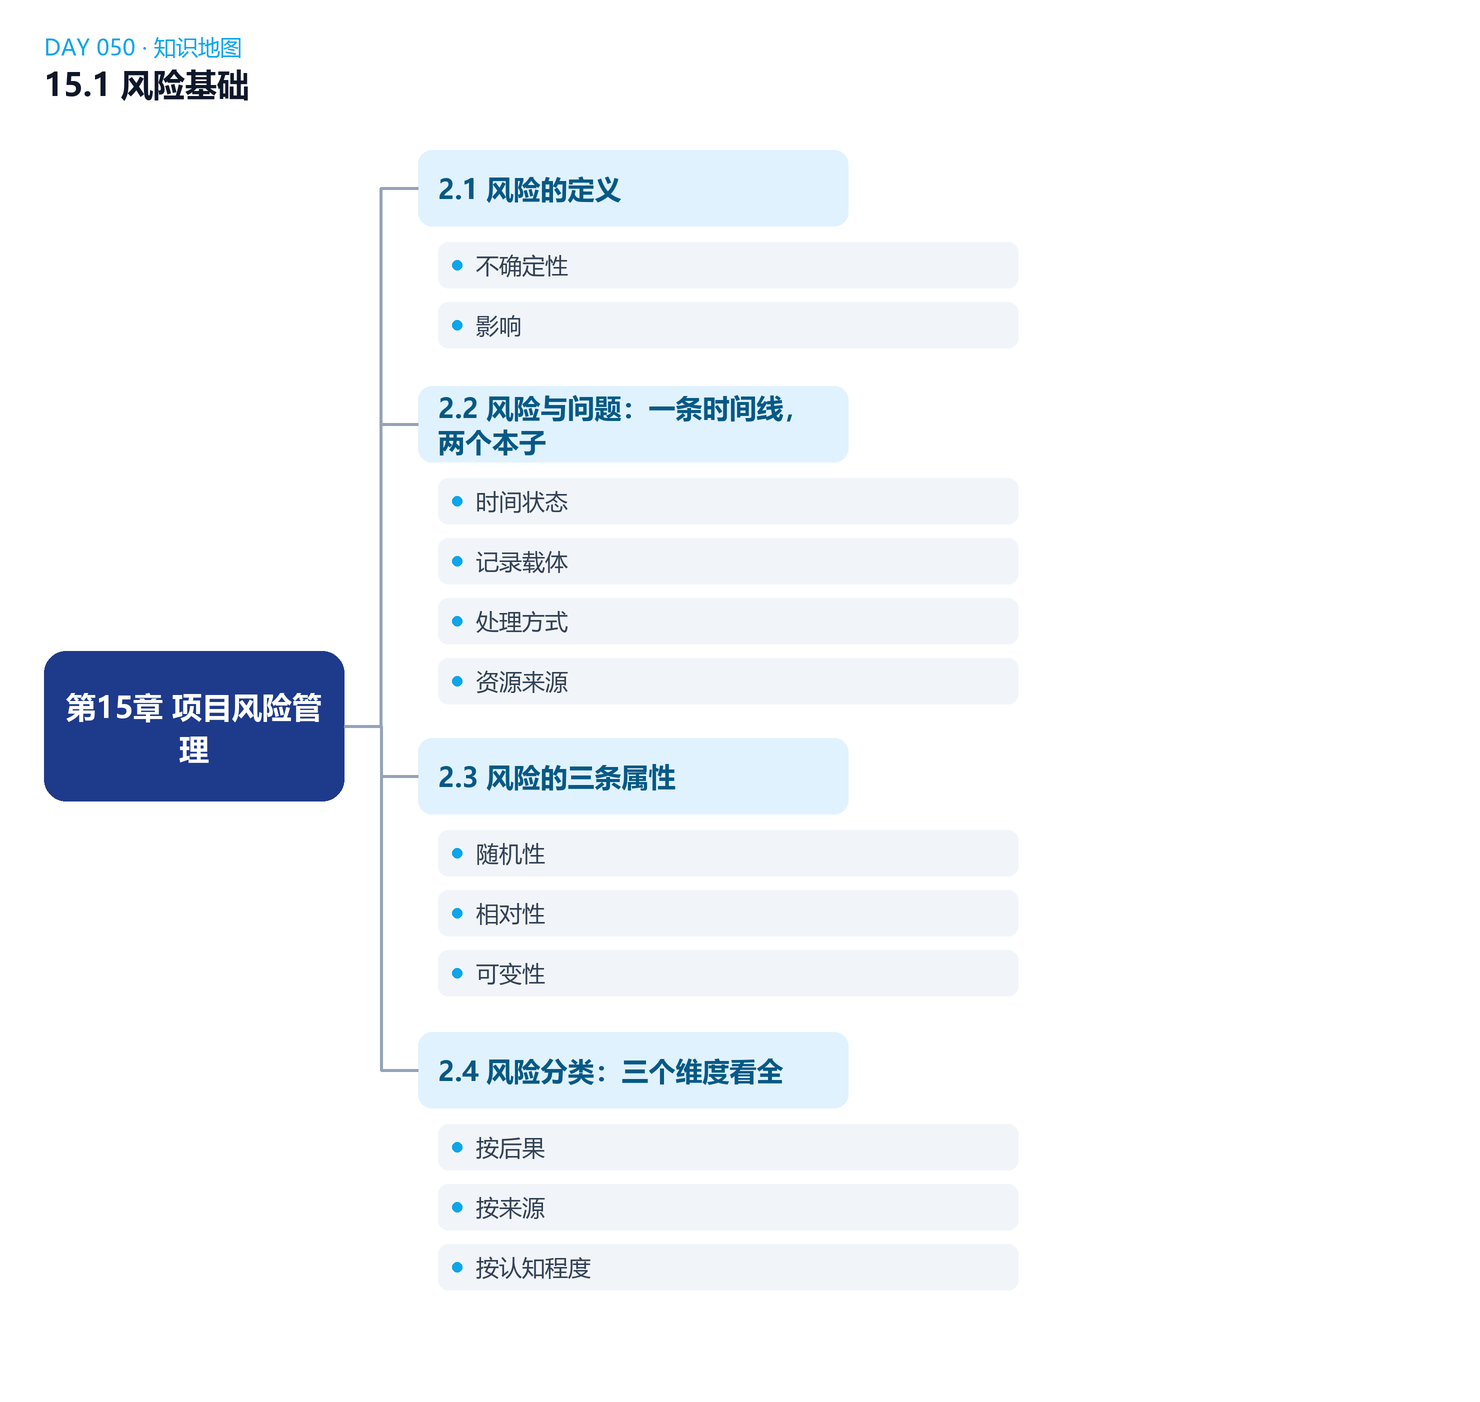 DAY 050 · 知识地图
15.1 风险基础
2.1 风险的定义
不确定性
影响
2.2 风险与问题：一条时间线，
两个本子
时间状态
记录载体
处理方式
资源来源
第15章 项目风险管
理
2.3 风险的三条属性
随机性
相对性
可变性
2.4 风险分类：三个维度看全
按后果
按来源
按认知程度